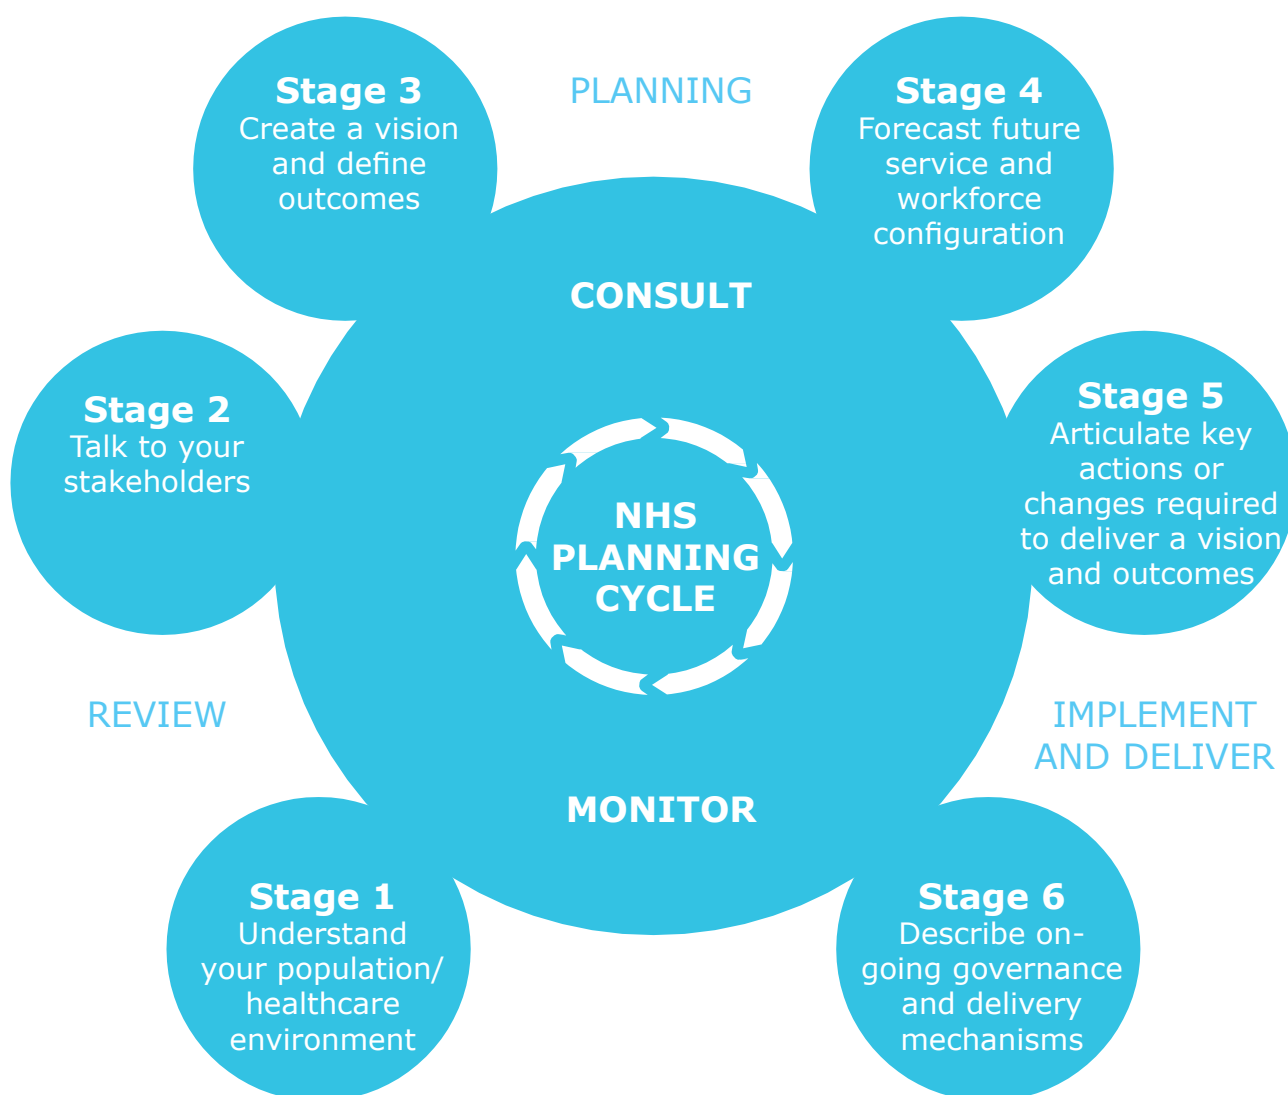 PLANNING
Stage 3
Create a vision
and define
outcomes
Stage 4
Forecast future
service and
workforce
configuration
CONSULT
Stage 2
Talk to your
stakeholders
Stage 5
Articulate key
actions or
changes required
to deliver a vision
and outcomes
NHS
PLANNING
CYCLE
REVIEW
IMPLEMENT
AND DELIVER
MONITOR
Stage 1
Understand
your population/
healthcare
environment
Stage 6
Describe on-
going governance
and delivery
mechanisms